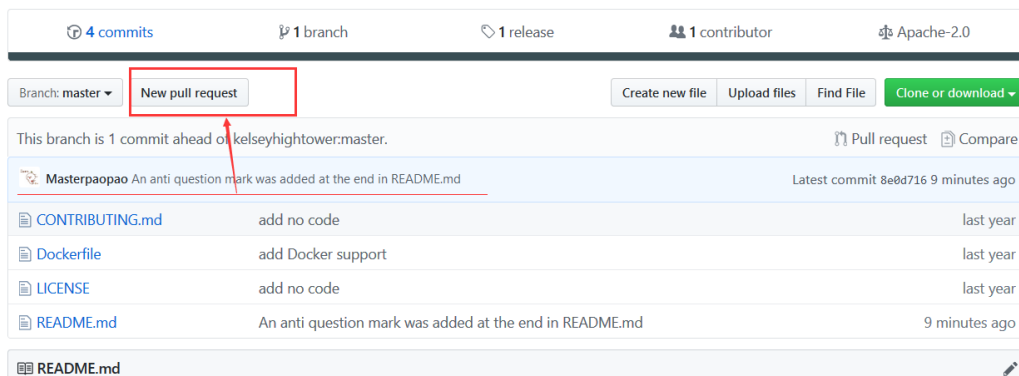 4 commits 1 branch 1 release 1 contributor Apache-2.0
Branch: master New pull request Create new file Upload files Find File Clone or download
This branch is 1 commit ahead of kelseyhightower:master. Pull request Compare
Masterpaopao An anti question mark was added at the end in README.md Latest commit 8e0d716 9 minutes ago
CONTRIBUTING.md add no code last year
Dockerfile add Docker support last year
LICENSE add no code last year
README.md An anti question mark was added at the end in README.md 9 minutes ago
README.md